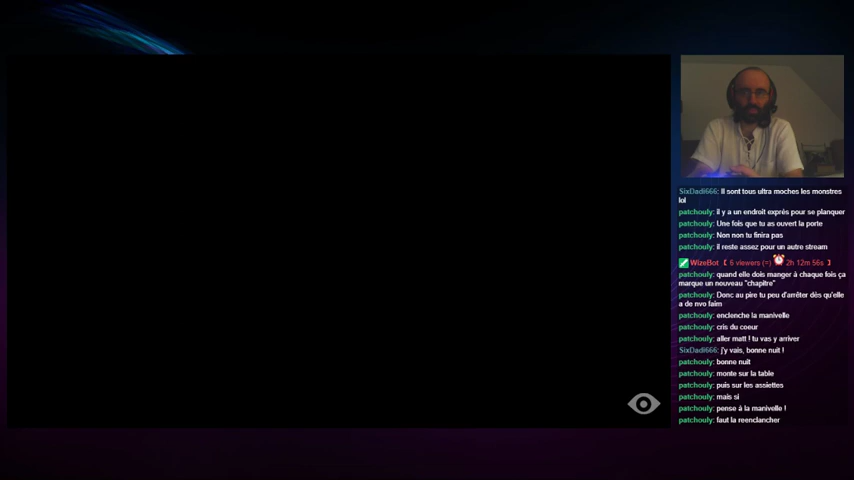 SixDadi666: Il sont tous ultra moches les monstres
lol
patchouly: il y a un endroit exprès pour se planquer
patchouly: Une fois que tu as ouvert la porte
patchouly: Non non tu finira pas
patchouly: il reste assez pour un autre stream
WizeBot 【 6 viewers (=) 2h 12m 56s 】
patchouly: quand elle dois manger à chaque fois ça
marque un nouveau "chapitre"
patchouly: Donc au pire tu peu d'arrêter dès qu'elle
a de nvo faim
patchouly: enclenche la manivelle
patchouly: cris du coeur
patchouly: aller matt ! tu vas y arriver
SixDadi666: j'y vais, bonne nuit !
patchouly: bonne nuit
patchouly: monte sur la table
patchouly: puis sur les assiettes
patchouly: mais si
patchouly: pense à la manivelle !
patchouly: faut la reenclancher